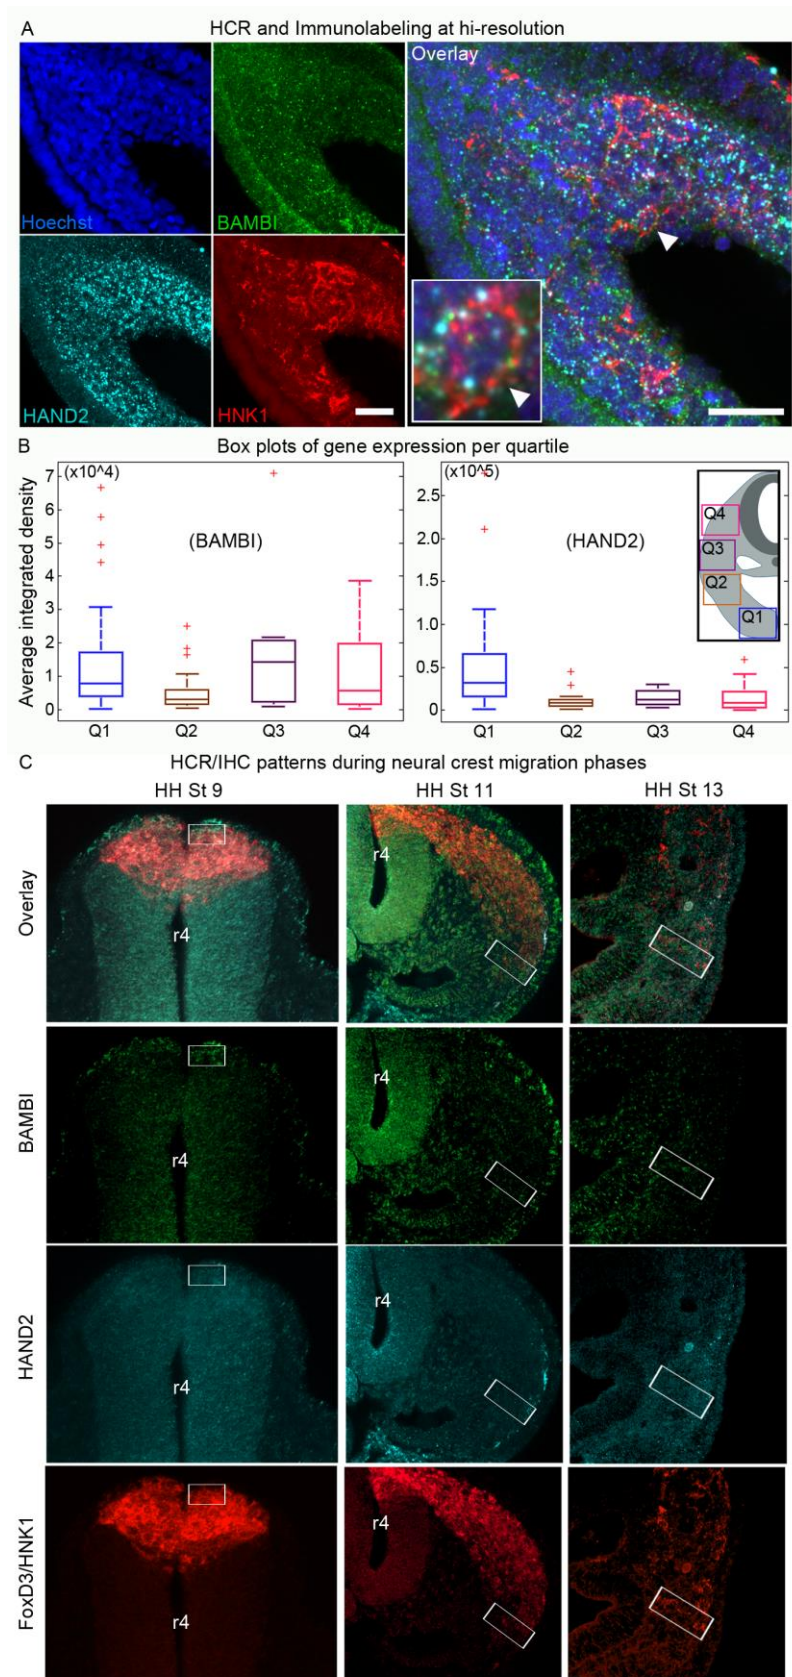 A
HCR and Immunolabeling at hi-resolution
Hoechst
BAMBI
Overlay
HAND2
HNK1
B
Box plots of gene expression per quartile
Average integrated density
(x10^4)
7
6
5
4
3
2
1
0
(BAMBI)
Q1 Q2 Q3 Q4
(x10^5)
2.5
2.0
1.5
1.0
0.5
0
(HAND2)
Q4
Q3
Q2
Q1
Q1 Q2 Q3 Q4
C
HCR/IHC patterns during neural crest migration phases
HH St 9 HH St 11 HH St 13
Overlay
r4
r4
BAMBI
r4
r4
HAND2
r4
r4
FoxD3/HNK1
r4
r4